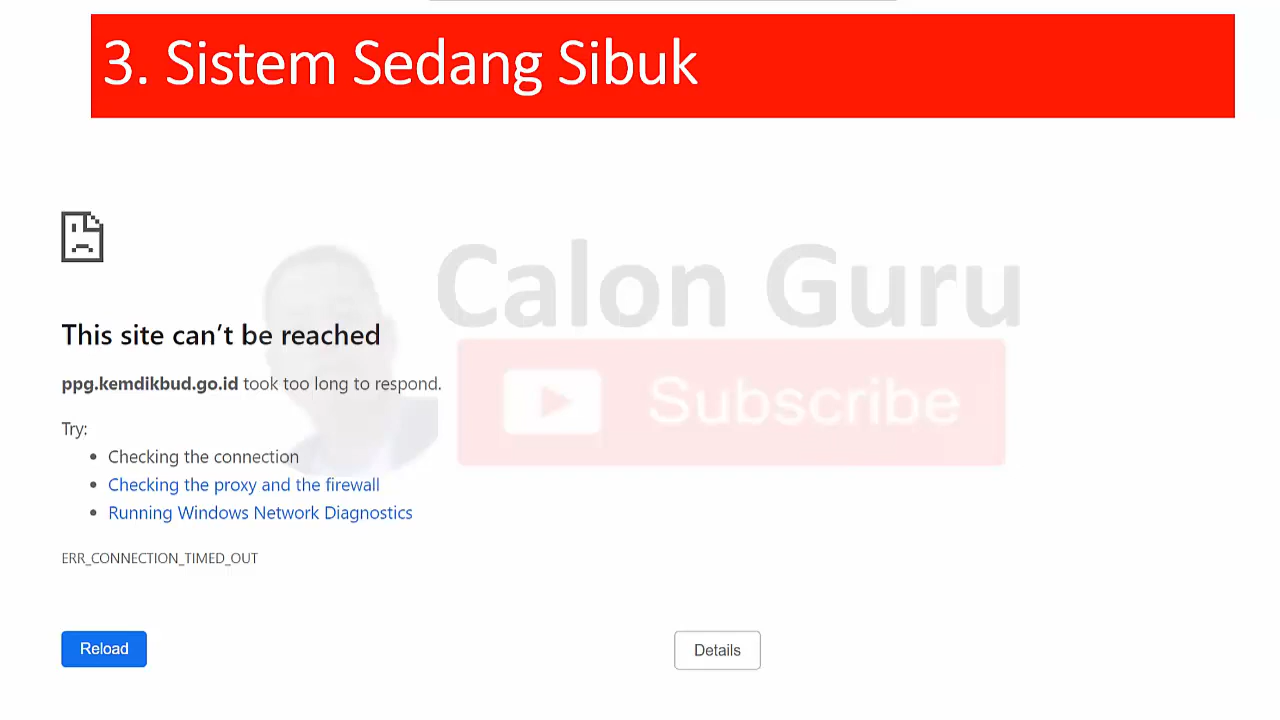 3. Sistem Sedang Sibuk
Calon Guru
Subscribe
This site can’t be reached
ppg.kemdikbud.go.id took too long to respond.
Try:
• Checking the connection
• Checking the proxy and the firewall
• Running Windows Network Diagnostics
ERR_CONNECTION_TIMED_OUT
Reload
Details